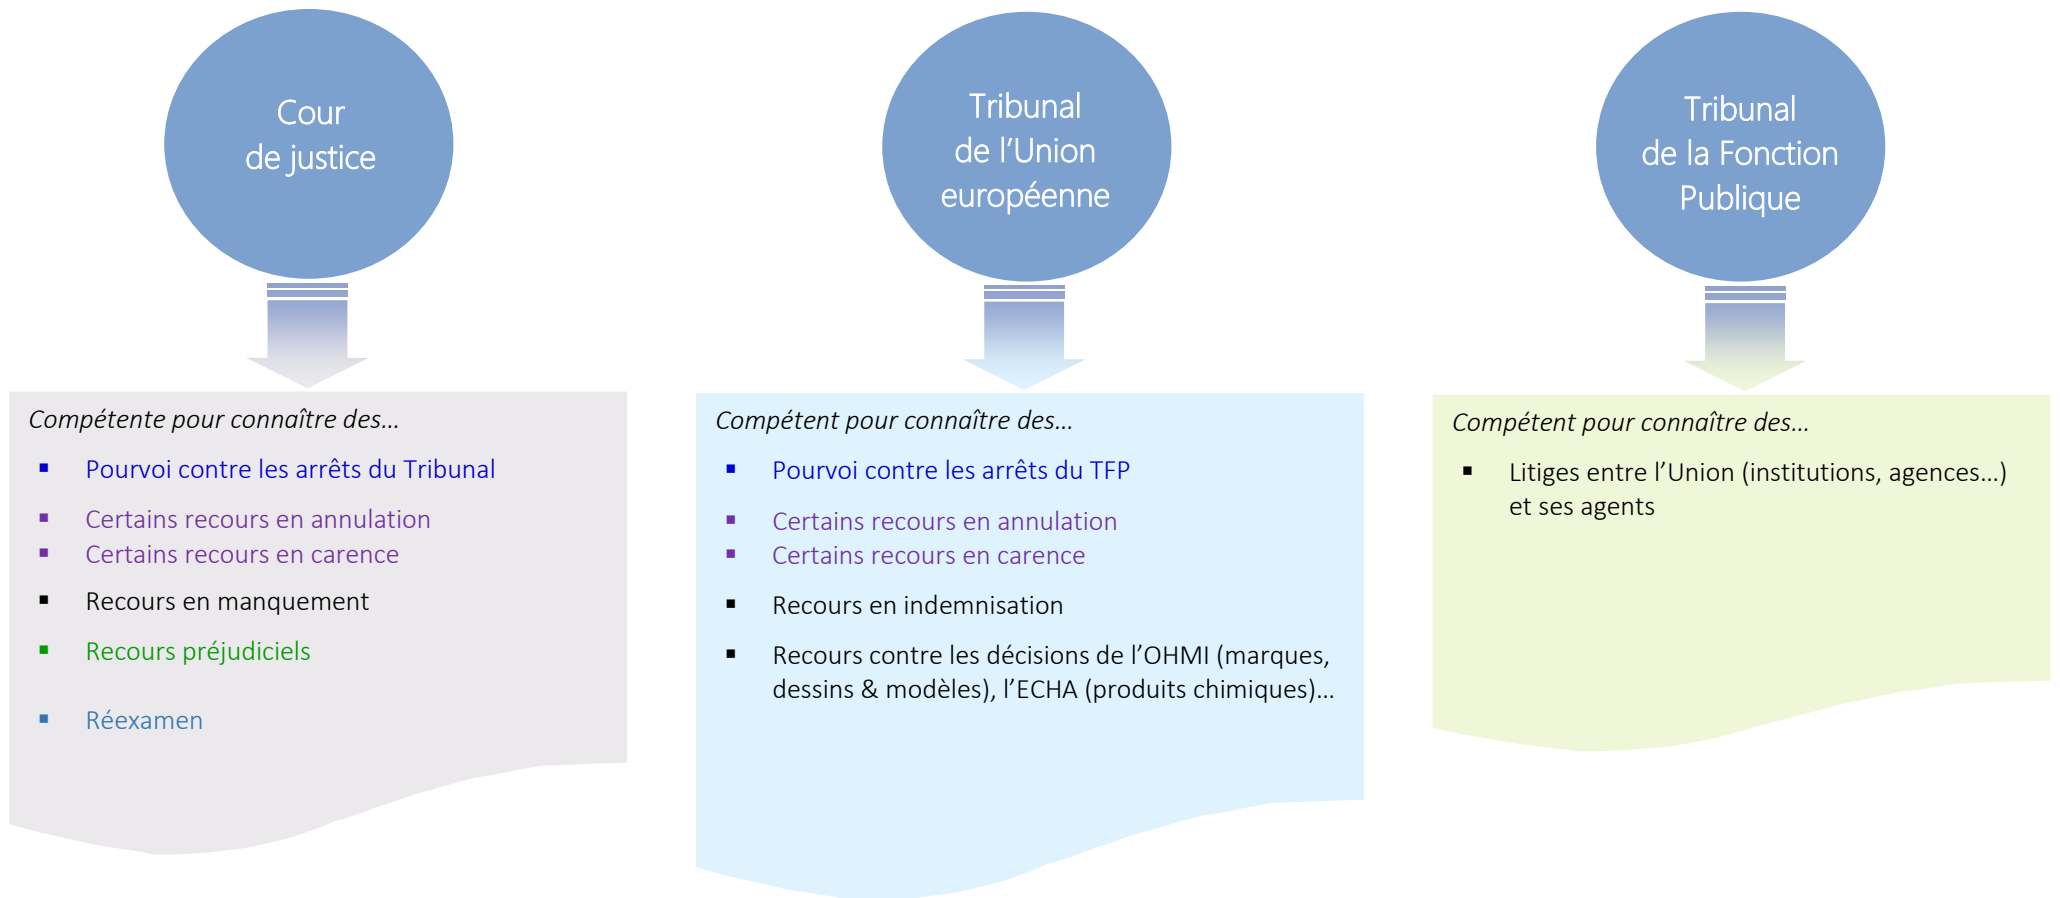 Cour
de justice
Compétente pour connaître des...
▪ Pourvoi contre les arrêts du Tribunal
▪ Certains recours en annulation
▪ Certains recours en carence
▪ Recours en manquement
▪ Recours préjudiciels
▪ Réexamen
Tribunal
de l’Union
européenne
Compétent pour connaître des...
▪ Pourvoi contre les arrêts du TFP
▪ Certains recours en annulation
▪ Certains recours en carence
▪ Recours en indemnisation
▪ Recours contre les décisions de l’OHMI (marques,
dessins & modèles), l’ECHA (produits chimiques)...
Tribunal
de la Fonction
Publique
Compétent pour connaître des...
▪ Litiges entre l’Union (institutions, agences...)
et ses agents